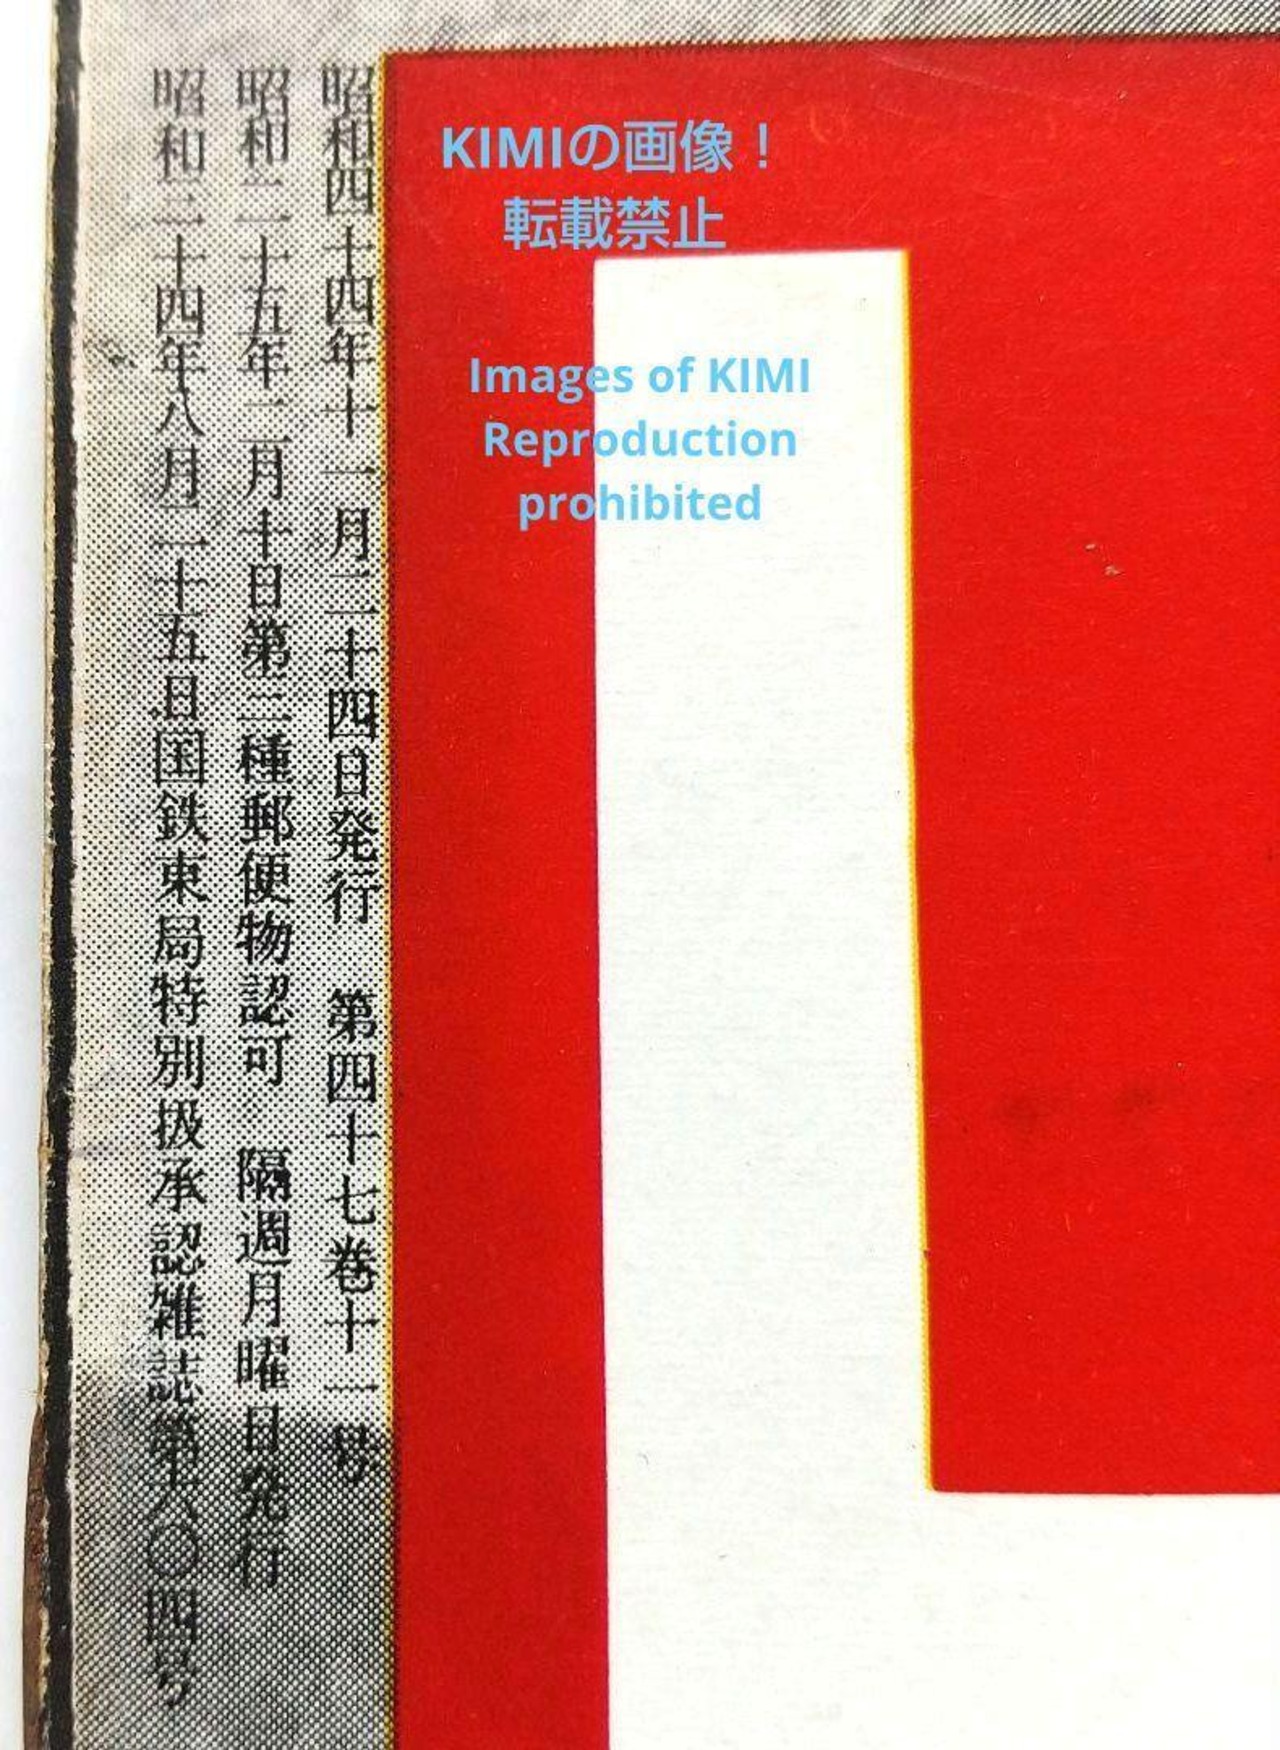 昭和四十四年十一月二十四日発行 第四十七巻十一号
昭和二十五年二月十日第三種郵便物認可 隔週月曜日発行
昭和三十四年八月二十五日国鉄東局特別扱承認雑誌第八〇四号
KIMIの画像！
転載禁止
Images of KIMI
Reproduction
prohibited